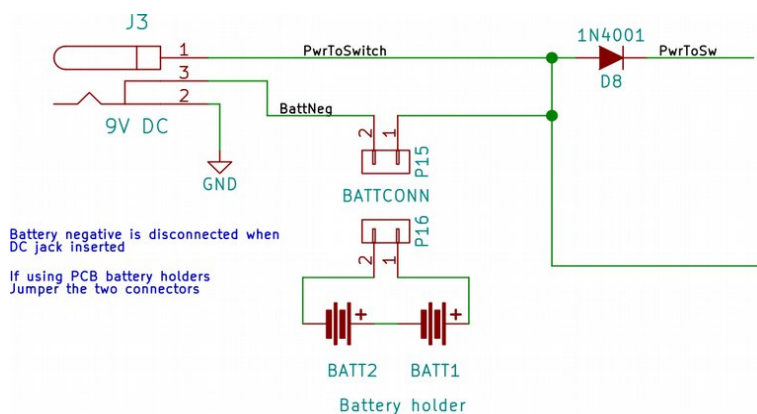 J3
1
PwrToSwitch
1N4001
PwrToSw
3
D8
2
BattNeg
9V DC
2
1
P15
GND
BATTCONN
Battery negative is disconnected when
DC jack inserted
P16
2
1
If using PCB battery holders
Jumper the two connectors
+
+
BATT2
BATT1
Battery holder